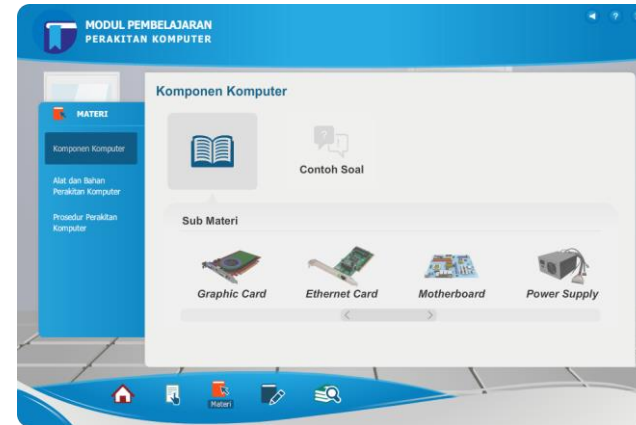 MODUL PEMBELAJARAN
PERAKITAN KOMPUTER
Komponen Komputer
MATERI
Komponen Komputer
Alat dan Bahan
Perakitan Komputer
Prosedur Perakitan
Komputer
Contoh Soal
Sub Materi
Graphic Card
Ethernet Card
Motherboard
Power Supply
Materi